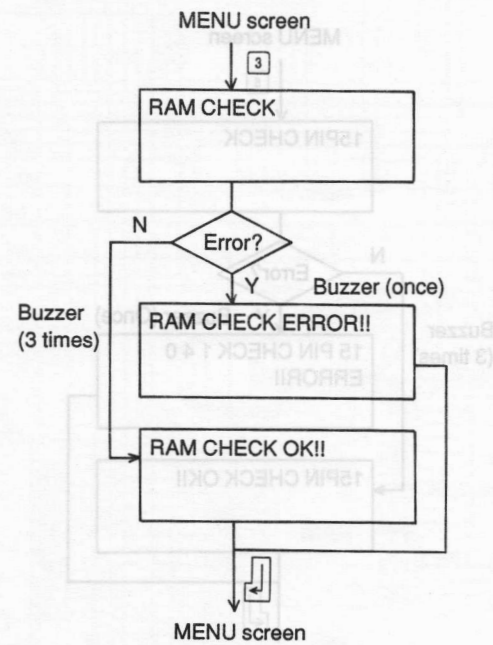 MENU screen
3
RAM CHECK
N
Error?
Y
Buzzer (once)
Buzzer
(3 times)
RAM CHECK ERROR!!
RAM CHECK OK!!
MENU screen